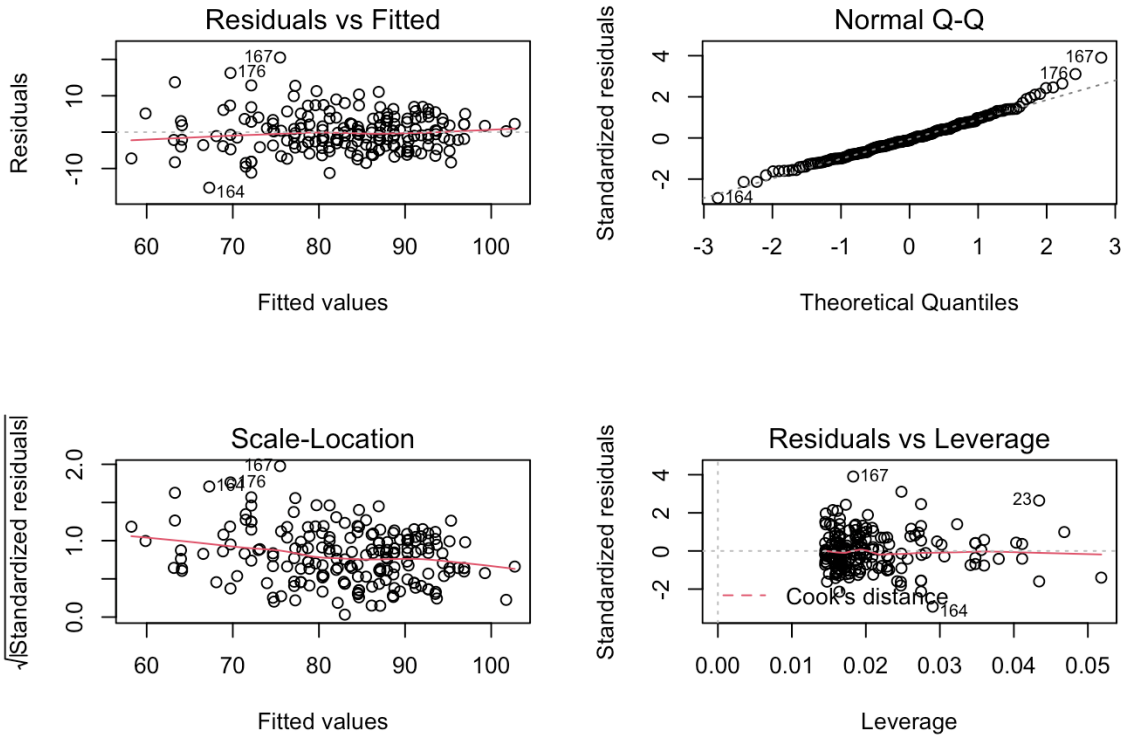 Residuals vs Fitted
Residuals
10
-10
167
176
164
60 70 80 90 100
Fitted values
Normal Q-Q
Standardized residuals
4
2
0
-2
167
176
164
-3 -2 -1 0 1 2 3
Theoretical Quantiles
Scale-Location
√|Standardized residuals|
2.0
1.0
0.0
167
164
176
60 70 80 90 100
Fitted values
Residuals vs Leverage
Standardized residuals
4
2
0
-2
167
23
Cook's distance
164
0.00 0.01 0.02 0.03 0.04 0.05
Leverage